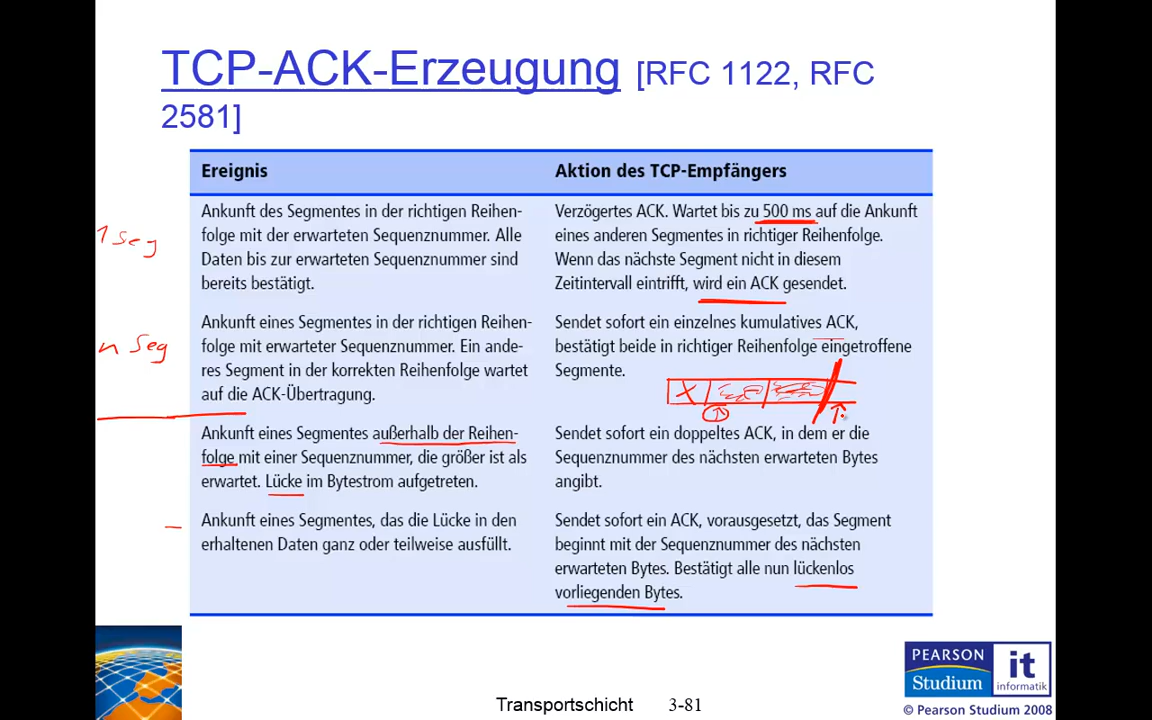 TCP-ACK-Erzeugung [RFC 1122, RFC
2581]
Ereignis
Aktion des TCP-Empfängers
1 Seg
Ankunft des Segmentes in der richtigen Reihen-
folge mit der erwarteten Sequenznummer. Alle
Daten bis zur erwarteten Sequenznummer sind
bereits bestätigt.
Verzögertes ACK. Wartet bis zu 500 ms auf die Ankunft
eines anderen Segmentes in richtiger Reihenfolge.
Wenn das nächste Segment nicht in diesem
Zeitintervall eintrifft, wird ein ACK gesendet.
n Seg
Ankunft eines Segmentes in der richtigen Reihen-
folge mit erwarteter Sequenznummer. Ein ande-
res Segment in der korrekten Reihenfolge wartet
auf die ACK-Übertragung.
Sendet sofort ein einzelnes kumulatives ACK,
bestätigt beide in richtiger Reihenfolge eingetroffene
Segmente.
X
Ankunft eines Segmentes außerhalb der Reihen-
folge mit einer Sequenznummer, die größer ist als
erwartet. Lücke im Bytestrom aufgetreten.
Sendet sofort ein doppeltes ACK, in dem er die
Sequenznummer des nächsten erwarteten Bytes
angibt.
Ankunft eines Segmentes, das die Lücke in den
erhaltenen Daten ganz oder teilweise ausfüllt.
Sendet sofort ein ACK, vorausgesetzt, das Segment
beginnt mit der Sequenznummer des nächsten
erwarteten Bytes. Bestätigt alle nun lückenlos
vorliegenden Bytes.
PEARSON
Studium
it
informatik
Transportschicht 3-81
© Pearson Studium 2008